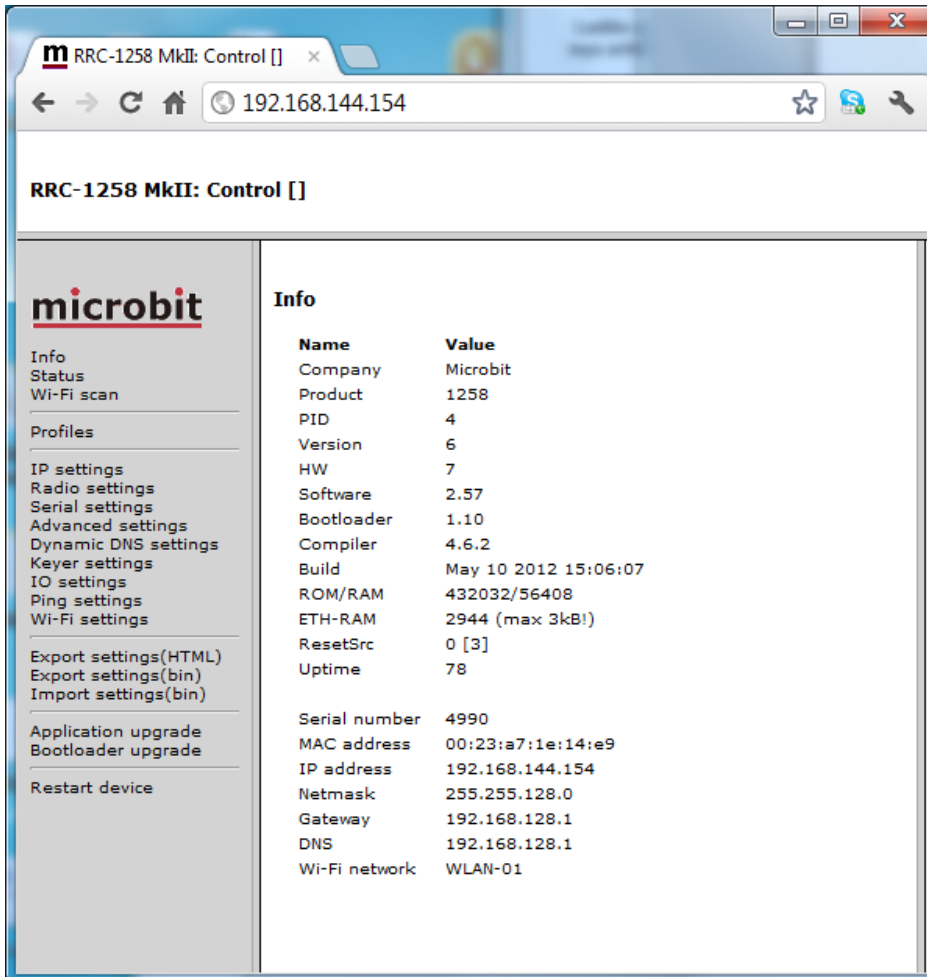 RRC-1258 MkII: Control []
192.168.144.154
RRC-1258 MkII: Control []
microbit
Info
Status
Wi-Fi scan
Profiles
IP settings
Radio settings
Serial settings
Advanced settings
Dynamic DNS settings
Keyer settings
IO settings
Ping settings
Wi-Fi settings
Export settings(HTML)
Export settings(bin)
Import settings(bin)
Application upgrade
Bootloader upgrade
Restart device
Info
Name Value
Company Microbit
Product 1258
PID 4
Version 6
HW 7
Software 2.57
Bootloader 1.10
Compiler 4.6.2
Build May 10 2012 15:06:07
ROM/RAM 432032/56408
ETH-RAM 2944 (max 3kB!)
ResetSrc 0 [3]
Uptime 78
Serial number 4990
MAC address 00:23:a7:1e:14:e9
IP address 192.168.144.154
Netmask 255.255.128.0
Gateway 192.168.128.1
DNS 192.168.128.1
Wi-Fi network WLAN-01